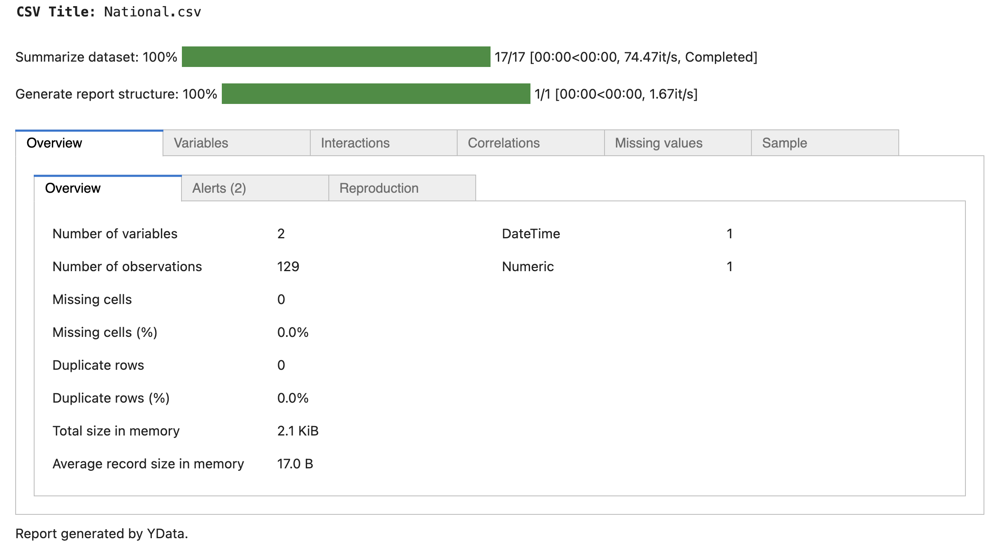 CSV Title: National.csv
Summarize dataset: 100% 17/17 [00:00<00:00, 74.47it/s, Completed]
Generate report structure: 100% 1/1 [00:00<00:00, 1.67it/s]
Overview Variables Interactions Correlations Missing values Sample
Overview Alerts (2) Reproduction
Number of variables 2 DateTime 1
Number of observations 129 Numeric 1
Missing cells 0
Missing cells (%) 0.0%
Duplicate rows 0
Duplicate rows (%) 0.0%
Total size in memory 2.1 KiB
Average record size in memory 17.0 B
Report generated by YData.